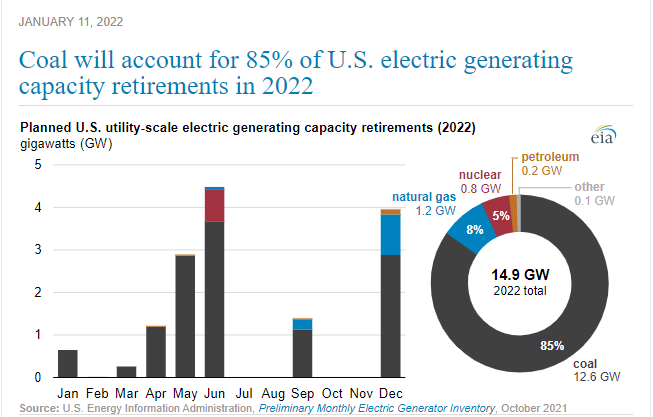 JANUARY 11, 2022
Coal will account for 85% of U.S. electric generating
capacity retirements in 2022
Planned U.S. utility-scale electric generating capacity retirements (2022)
gigawatts (GW)
eia
5
4
3
2
1
0
Jan Feb Mar Apr May Jun Jul Aug Sep Oct Nov Dec
petroleum
0.2 GW
nuclear
0.8 GW
other
0.1 GW
natural gas
1.2 GW
5%
8%
14.9 GW
2022 total
85%
coal
12.6 GW
Source: U.S. Energy Information Administration, Preliminary Monthly Electric Generator Inventory, October 2021